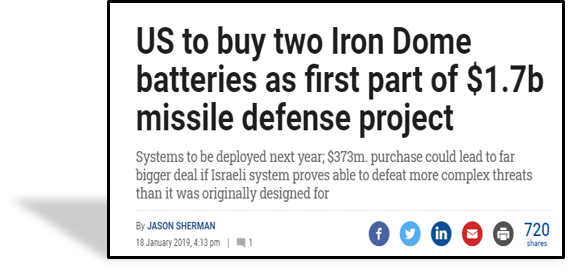 US to buy two Iron Dome
batteries as first part of $1.7b
missile defense project
Systems to be deployed next year; $373m. purchase could lead to far
bigger deal if Israeli system proves able to defeat more complex threats
than it was originally designed for
By JASON SHERMAN
18 January 2019, 4:13 pm | 1
720
shares